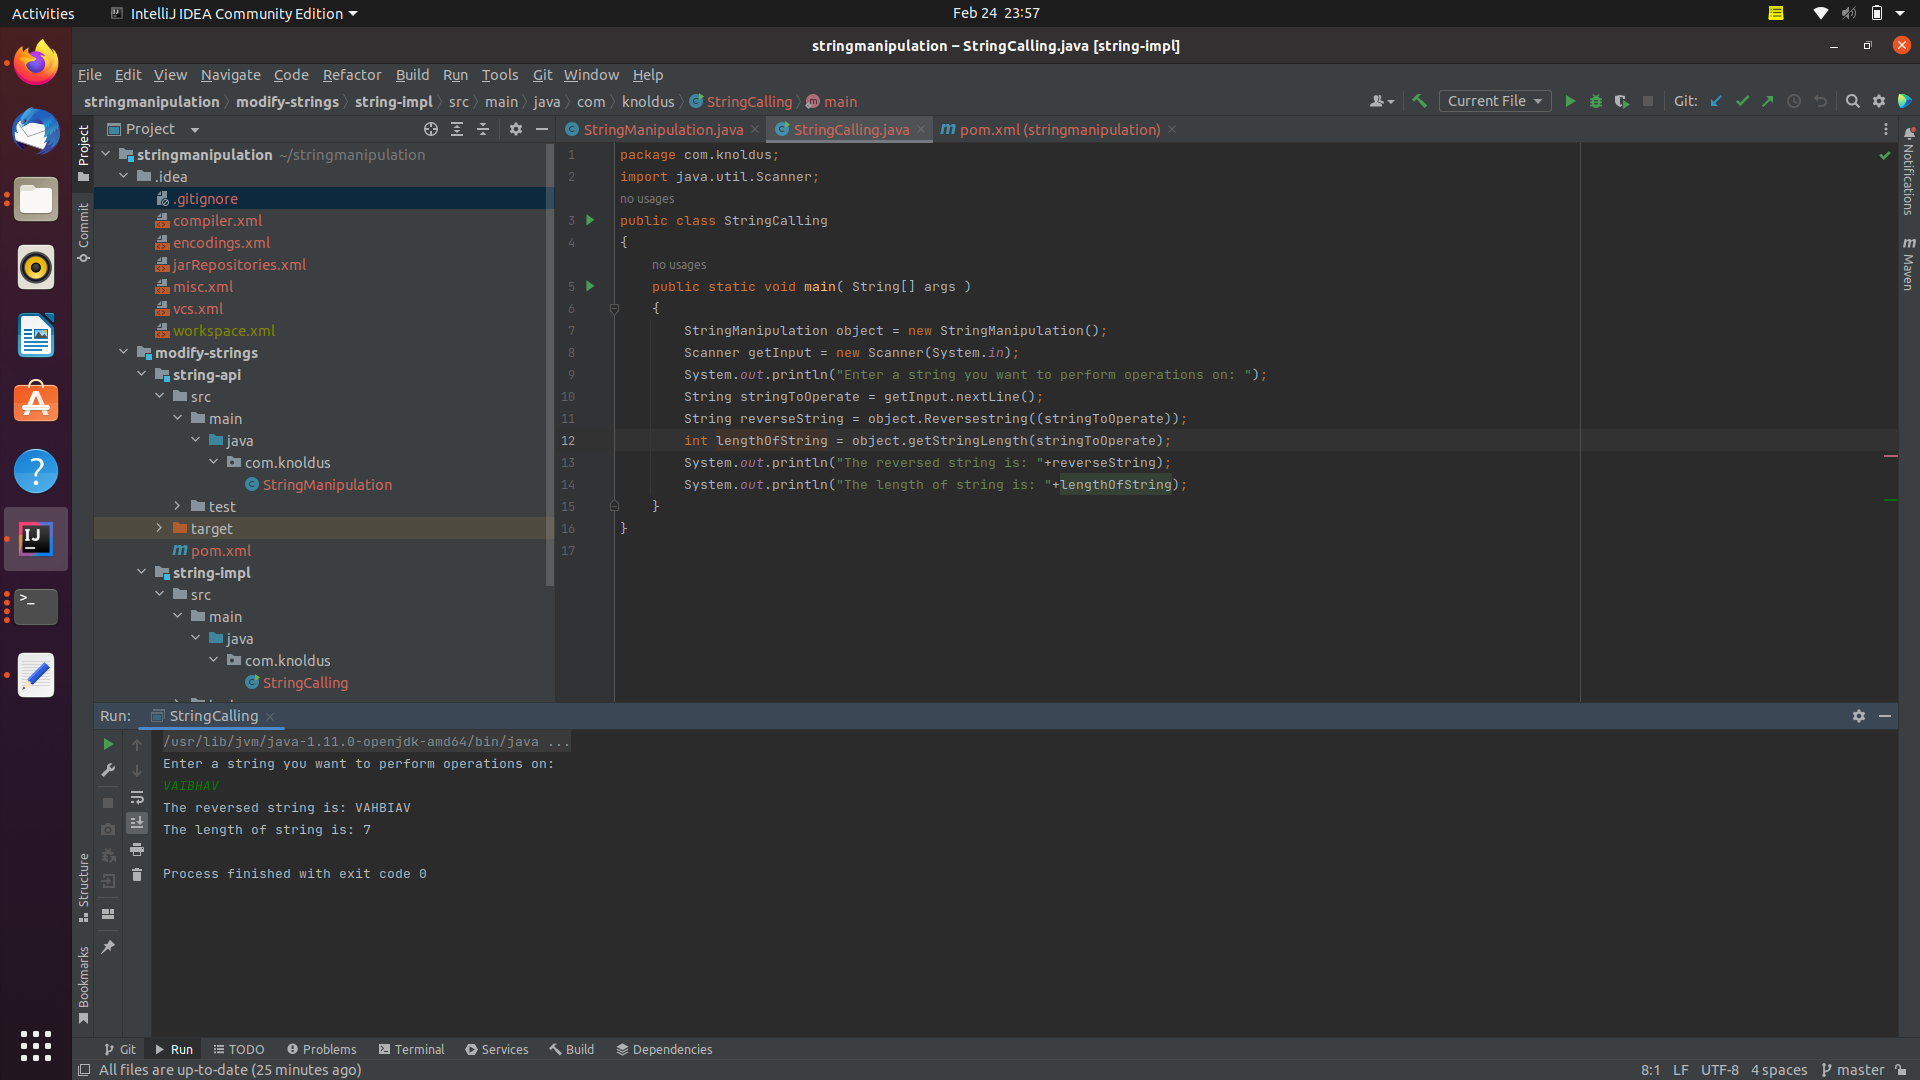 Activities
IntelliJ IDEA Community Edition
Feb 24 23:57
stringmanipulation – StringCalling.java [string-impl]
File Edit View Navigate Code Refactor Build Run Tools Git Window Help
stringmanipulation modify-strings string-impl src main java com knoldus StringCalling main
Current File
Git:
Project
StringManipulation.java
StringCalling.java
pom.xml (stringmanipulation)
Project
Commit
Structure
Bookmarks
Notifications
Maven
stringmanipulation ~/stringmanipulation
.idea
.gitignore
compiler.xml
encodings.xml
jarRepositories.xml
misc.xml
vcs.xml
workspace.xml
modify-strings
string-api
src
main
java
com.knoldus
StringManipulation
test
target
pom.xml
string-impl
src
main
java
com.knoldus
StringCalling
1 package com.knoldus;
2 import java.util.Scanner;
no usages
3 public class StringCalling
4 {
no usages
5 public static void main( String[] args )
6 {
7 StringManipulation object = new StringManipulation();
8 Scanner getInput = new Scanner(System.in);
9 System.out.println("Enter a string you want to perform operations on: ");
10 String stringToOperate = getInput.nextLine();
11 String reverseString = object.Reversestring((stringToOperate));
12 int lengthOfString = object.getStringLength(stringToOperate);
13 System.out.println("The reversed string is: "+reverseString);
14 System.out.println("The length of string is: "+lengthOfString);
15 }
16 }
17
Run: StringCalling
/usr/lib/jvm/java-1.11.0-openjdk-amd64/bin/java ...
Enter a string you want to perform operations on:
VAIBHAV
The reversed string is: VAHBIAV
The length of string is: 7
Process finished with exit code 0
Git Run TODO Problems Terminal Services Build Dependencies
All files are up-to-date (25 minutes ago)
8:1 LF UTF-8 4 spaces master